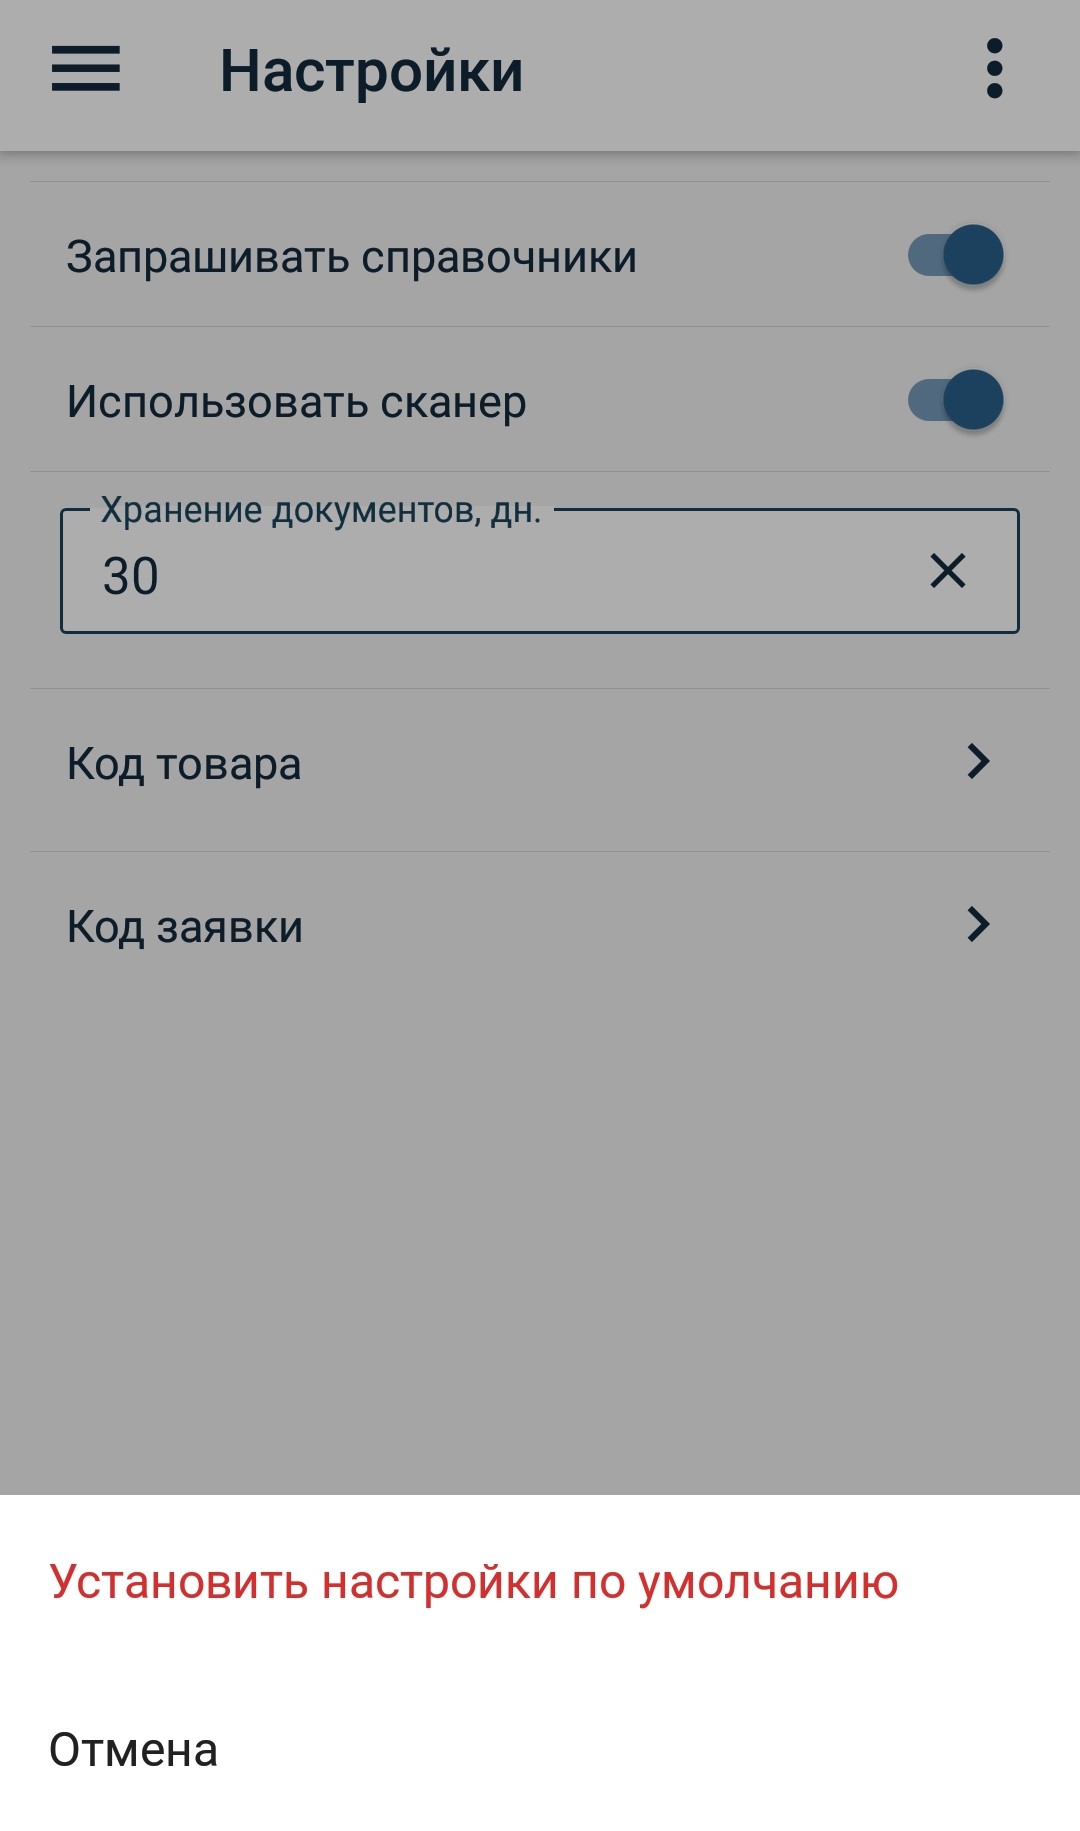 Настройки
Запрашивать справочники
Использовать сканер
Хранение документов, дн.
30
Код товара
Код заявки
Установить настройки по умолчанию
Отмена